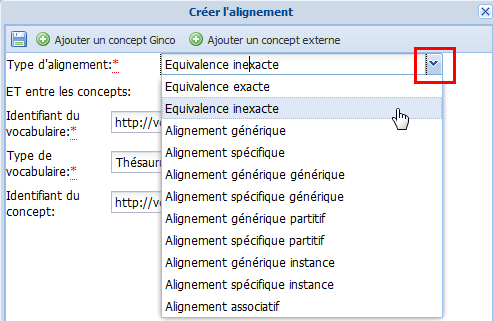 Créer l'alignement
Ajouter un concept Ginco Ajouter un concept externe
Type d'alignement:* Equivalence inexacte
Equivalence exacte
ET entre les concepts:
Equivalence inexacte
Identifiant du
vocabulaire:* http://v
Alignement générique
Alignement spécifique
Type de
vocabulaire:* Thésaur
Alignement générique générique
Alignement spécifique générique
Identifiant du
concept: http://v
Alignement générique partitif
Alignement spécifique partitif
Alignement générique instance
Alignement spécifique instance
Alignement associatif